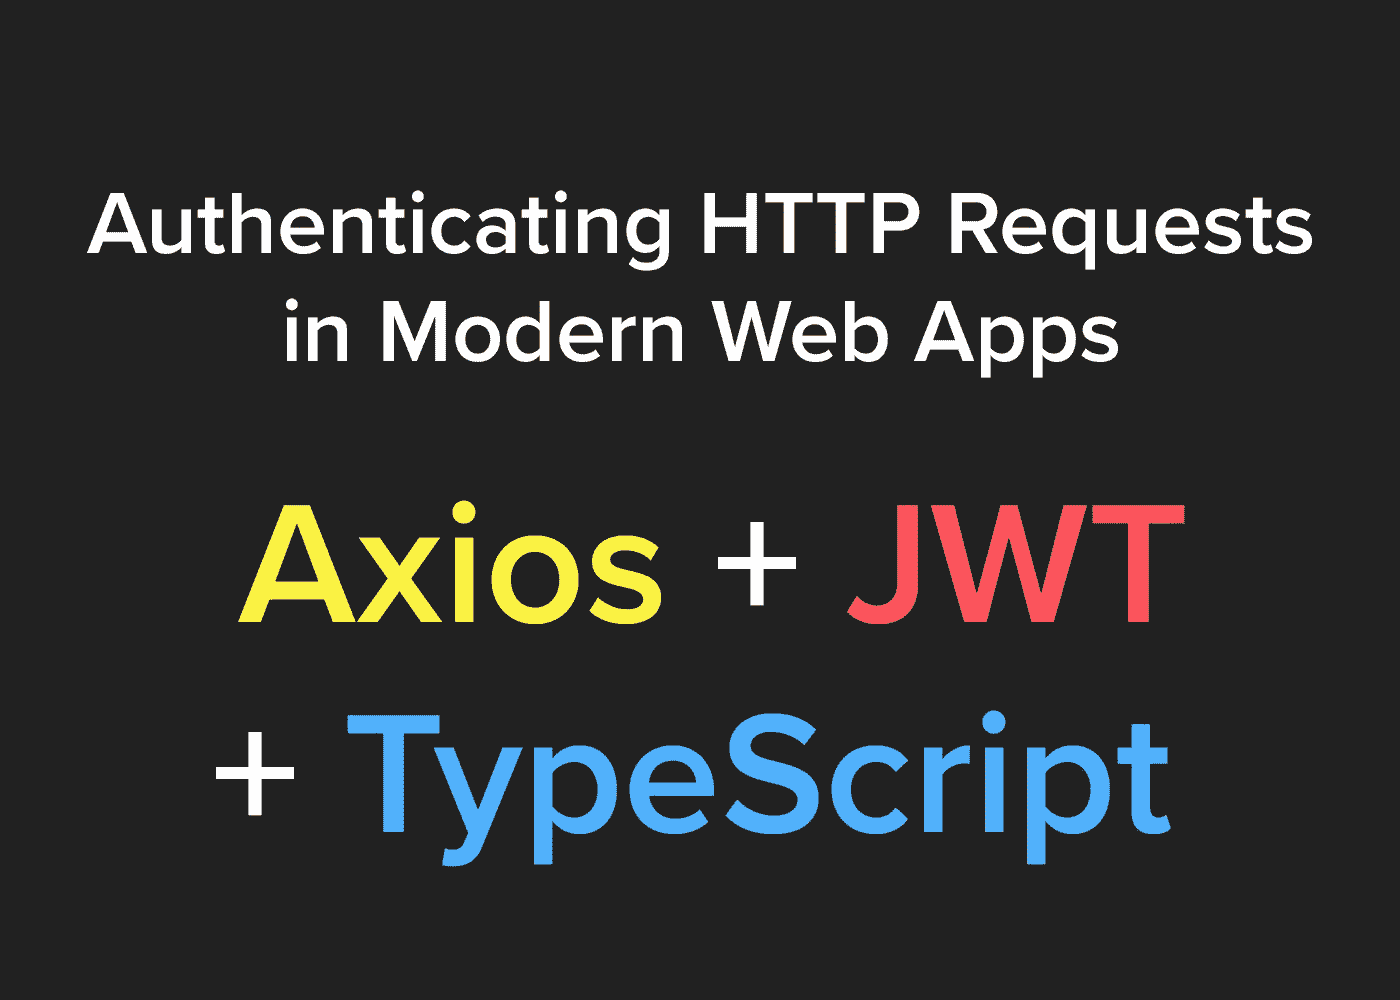 Authenticating HTTP Requests
in Modern Web Apps
Axios + JWT
+ TypeScript